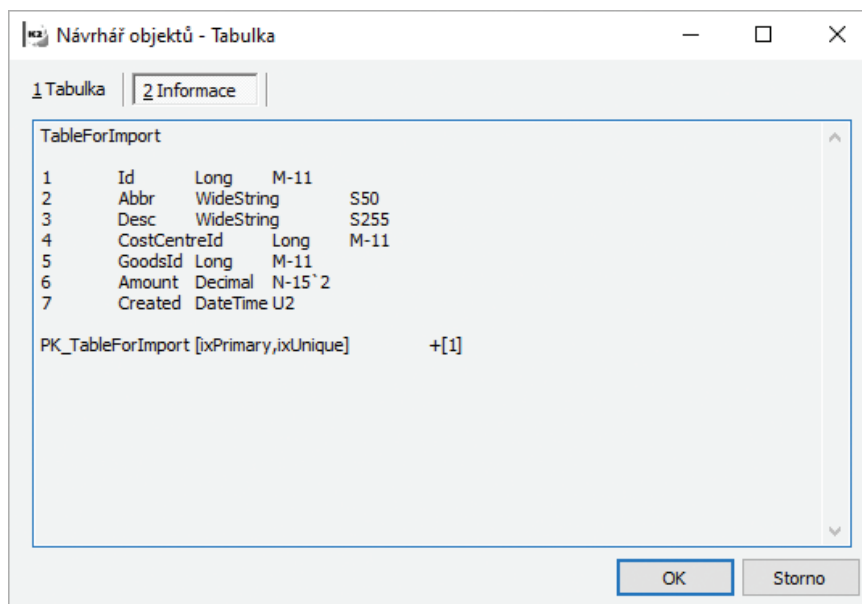 K2 Návrhář objektů - Tabulka
1 Tabulka 2 Informace
TableForImport
1 Id Long M-11
2 Abbr WideString S50
3 Desc WideString S255
4 CostCentreId Long M-11
5 GoodsId Long M-11
6 Amount Decimal N-15`2
7 Created DateTime U2
PK_TableForImport [ixPrimary,ixUnique] +[1]
OK Storno